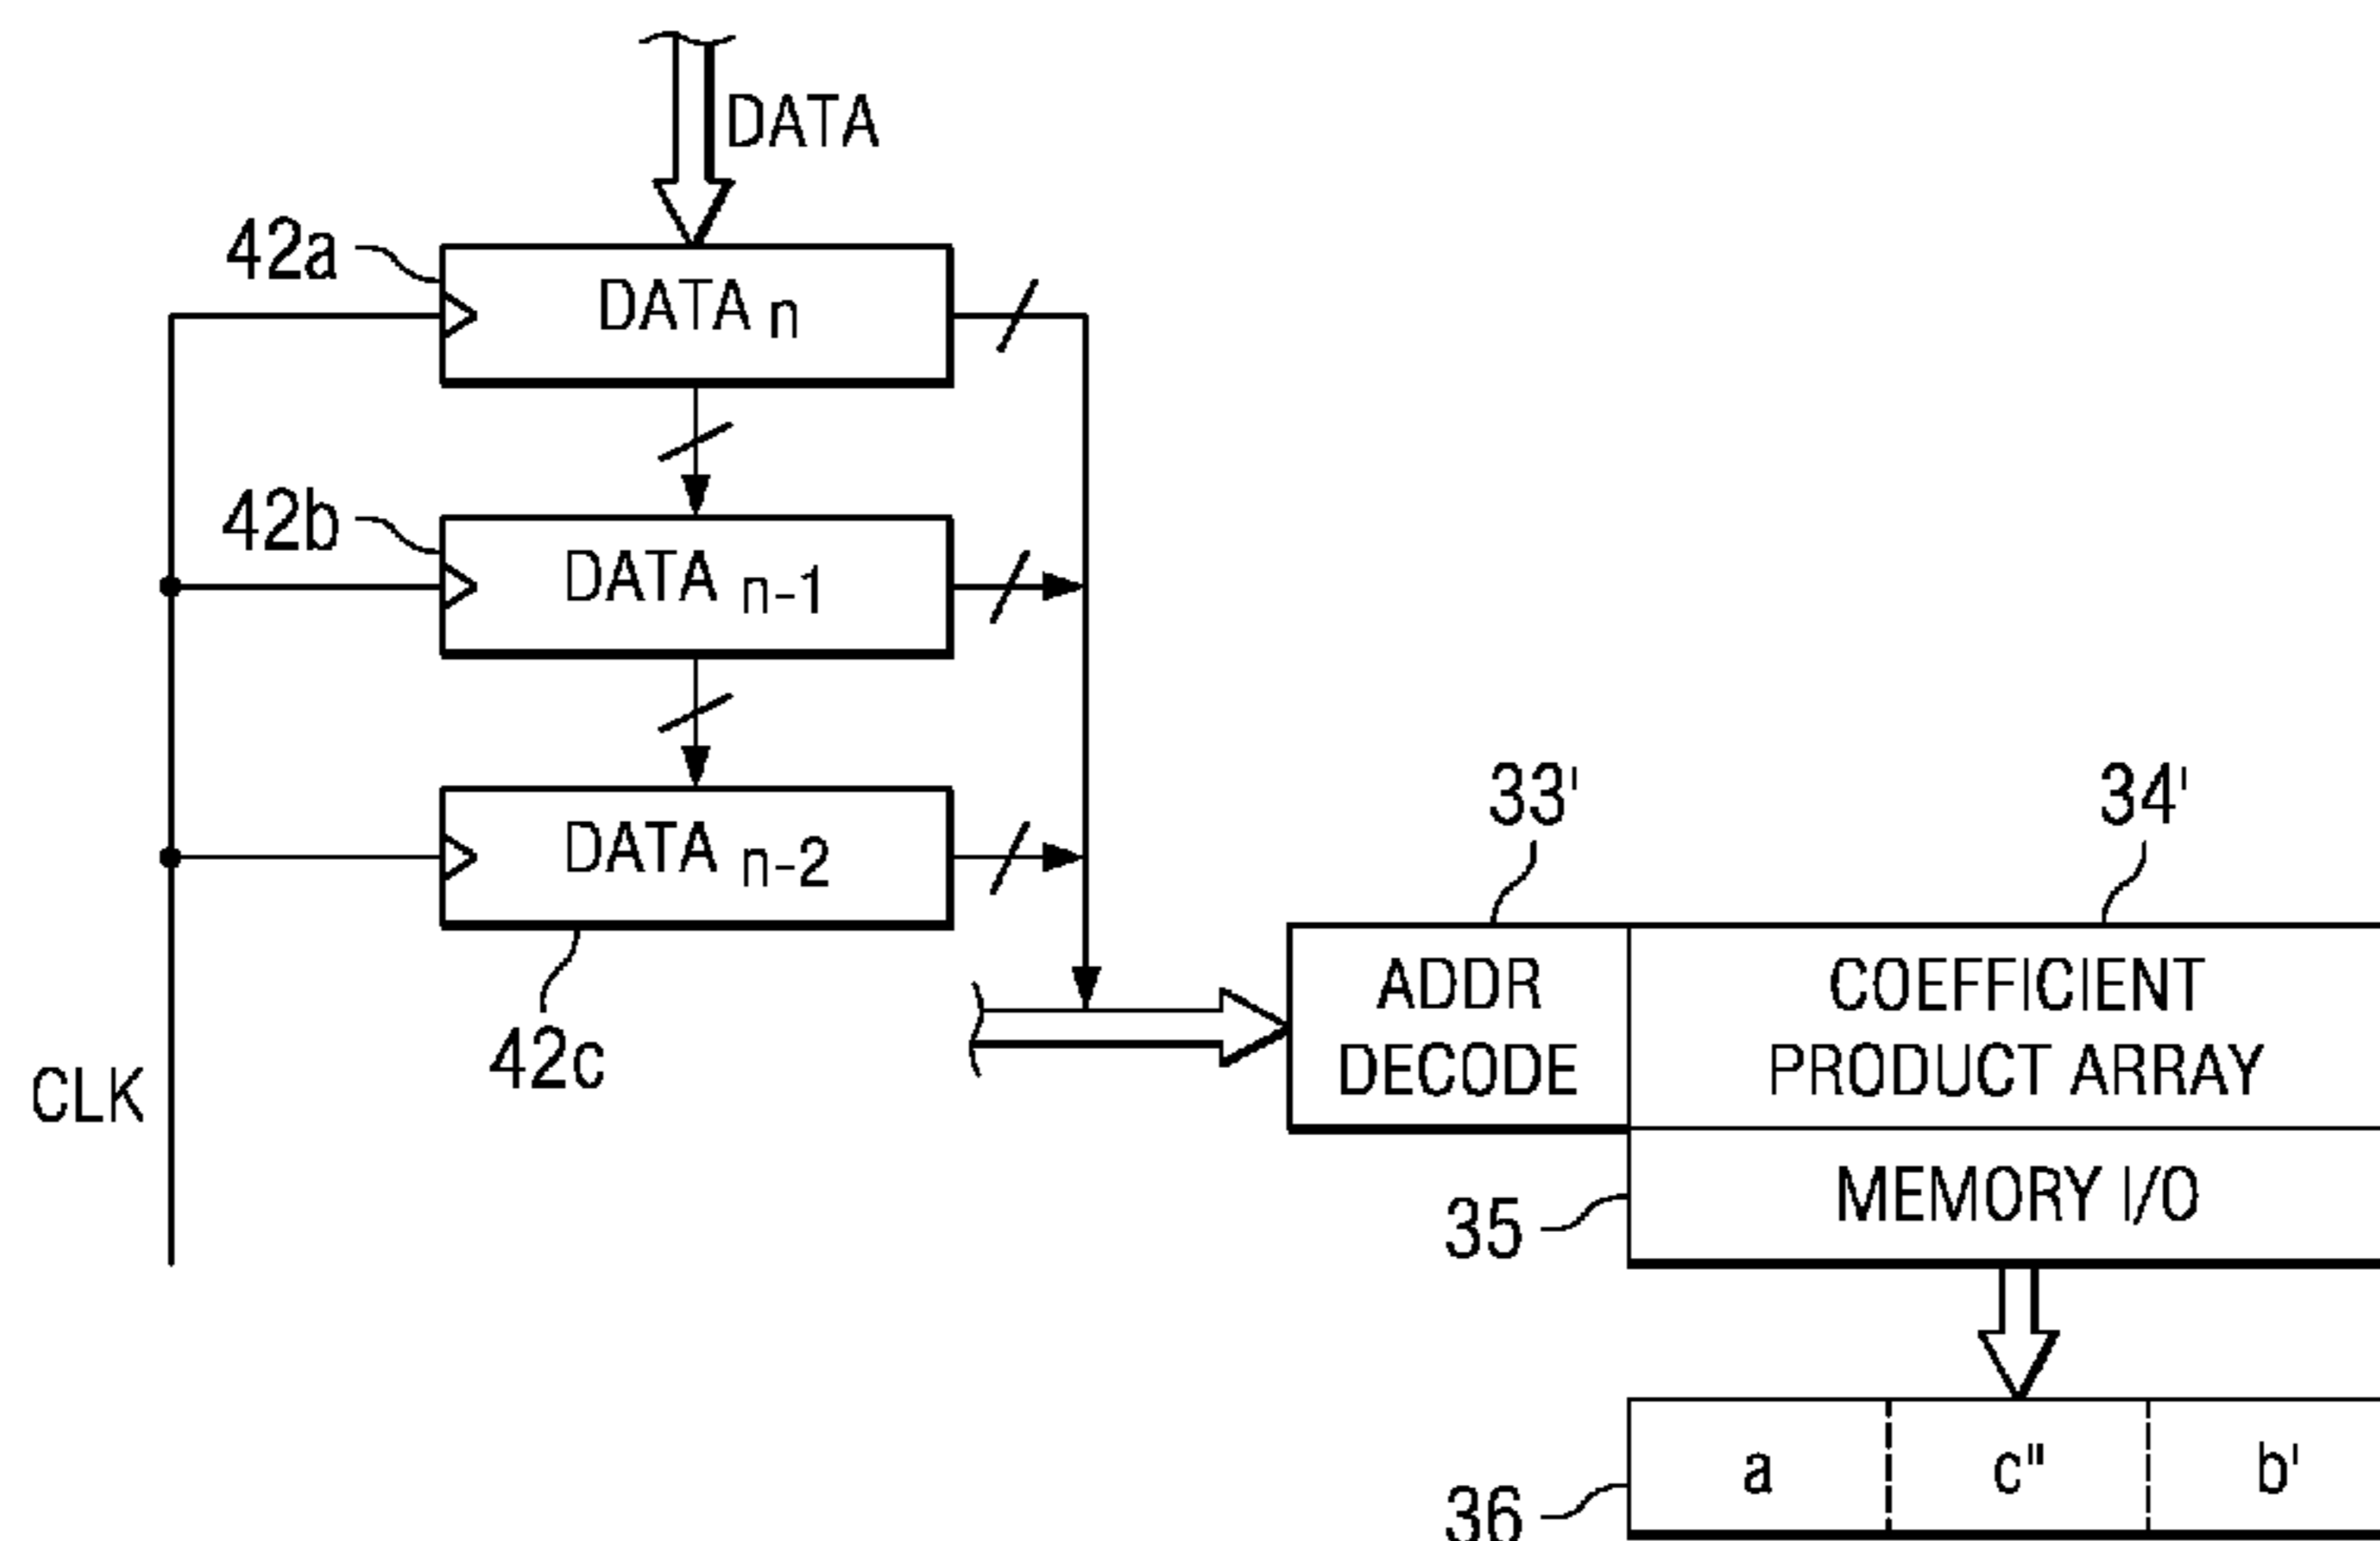 DATA
42a
DATA n
42b
DATA n-1
DATA n-2
42c
CLK
33'
34'
ADDR
DECODE
COEFFICIENT
PRODUCT ARRAY
35
MEMORY I/O
36
a
c"
b'